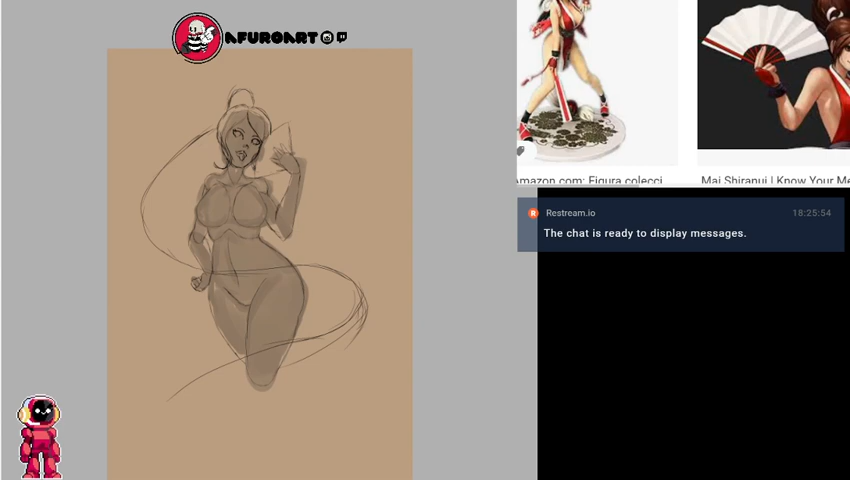 AFUROART
Amazon.com: Figura colecci
Mai Shiranui | Know Your Me
Restream.io
18:25:54
The chat is ready to display messages.